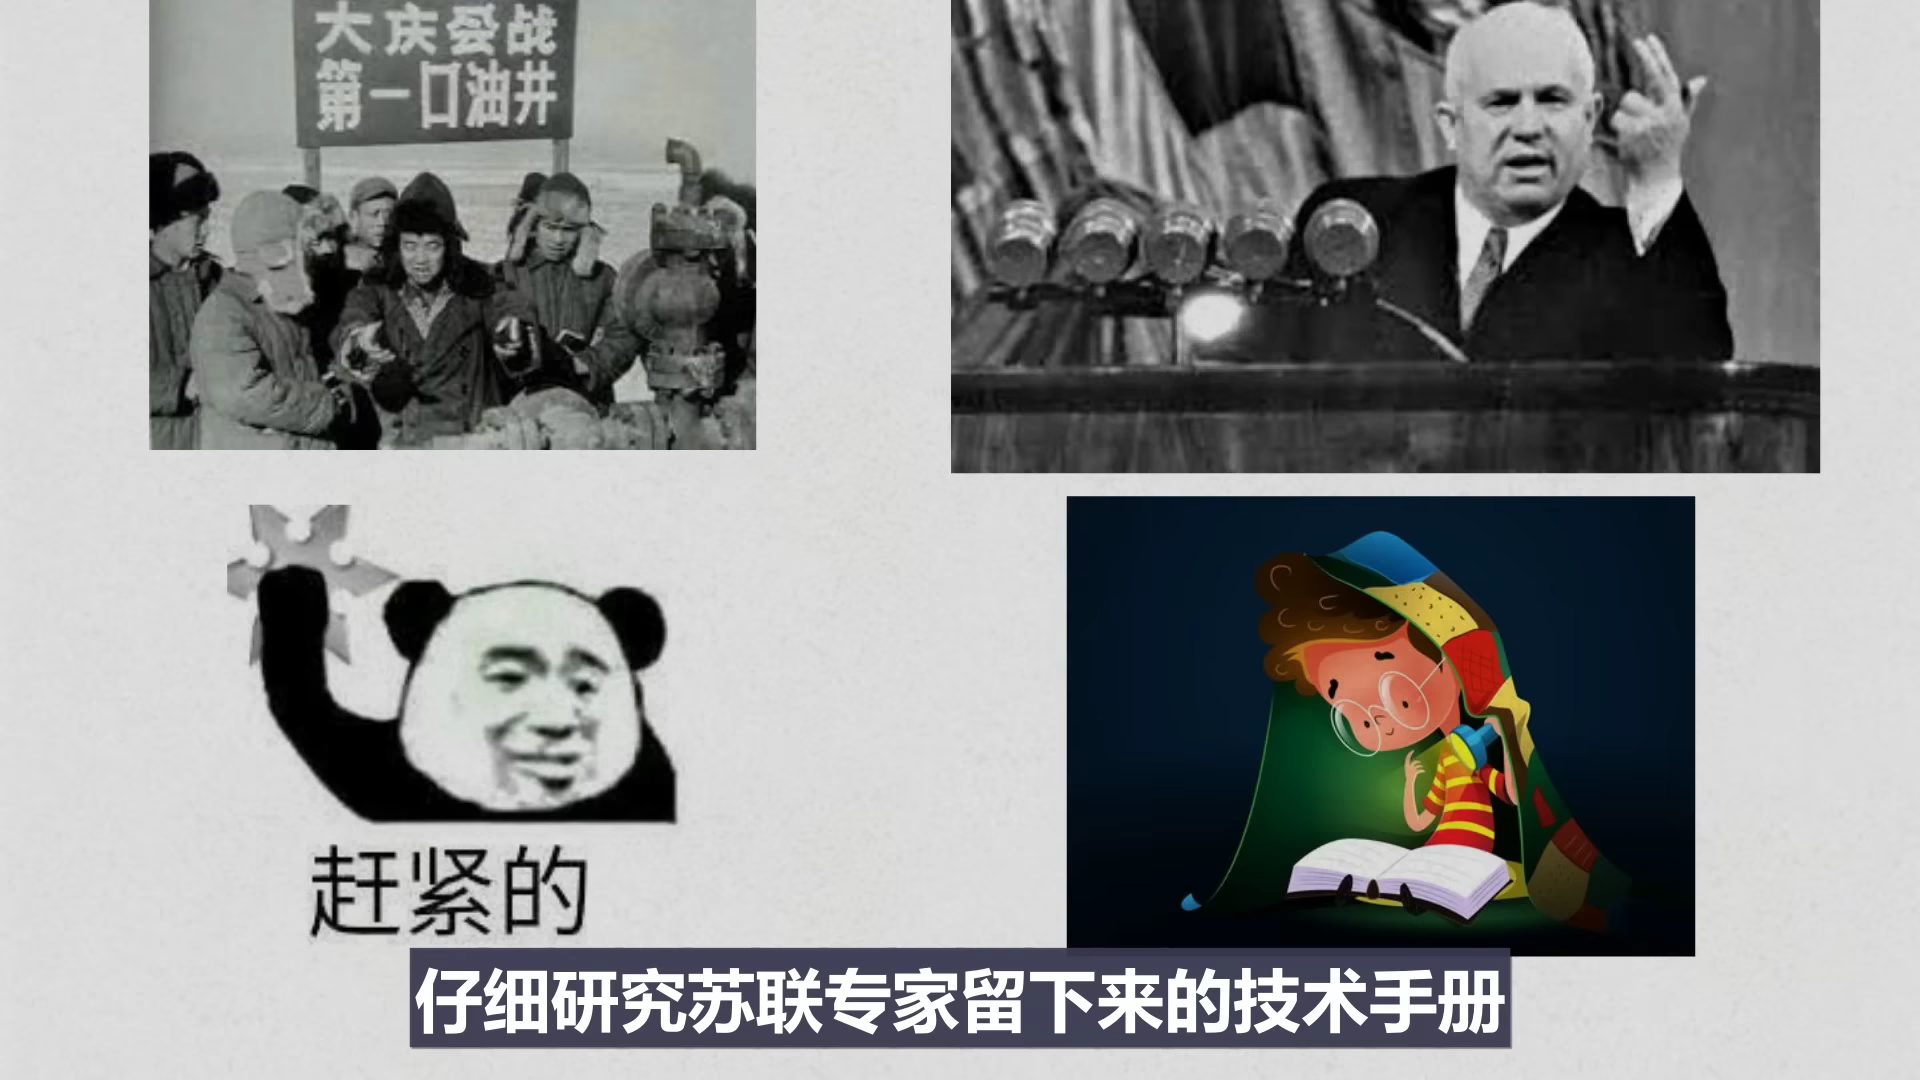 大庆会战
第一口油井
赶紧的
仔细研究苏联专家留下来的技术手册